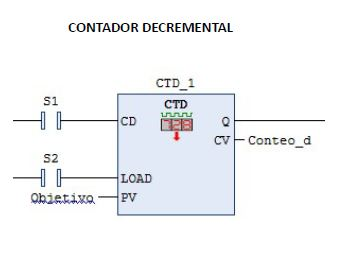 CONTADOR DECREMENTAL
CTD_1
S1
CTD
CD
Q
CV
Conteo_d
S2
LOAD
Objetivo
PV